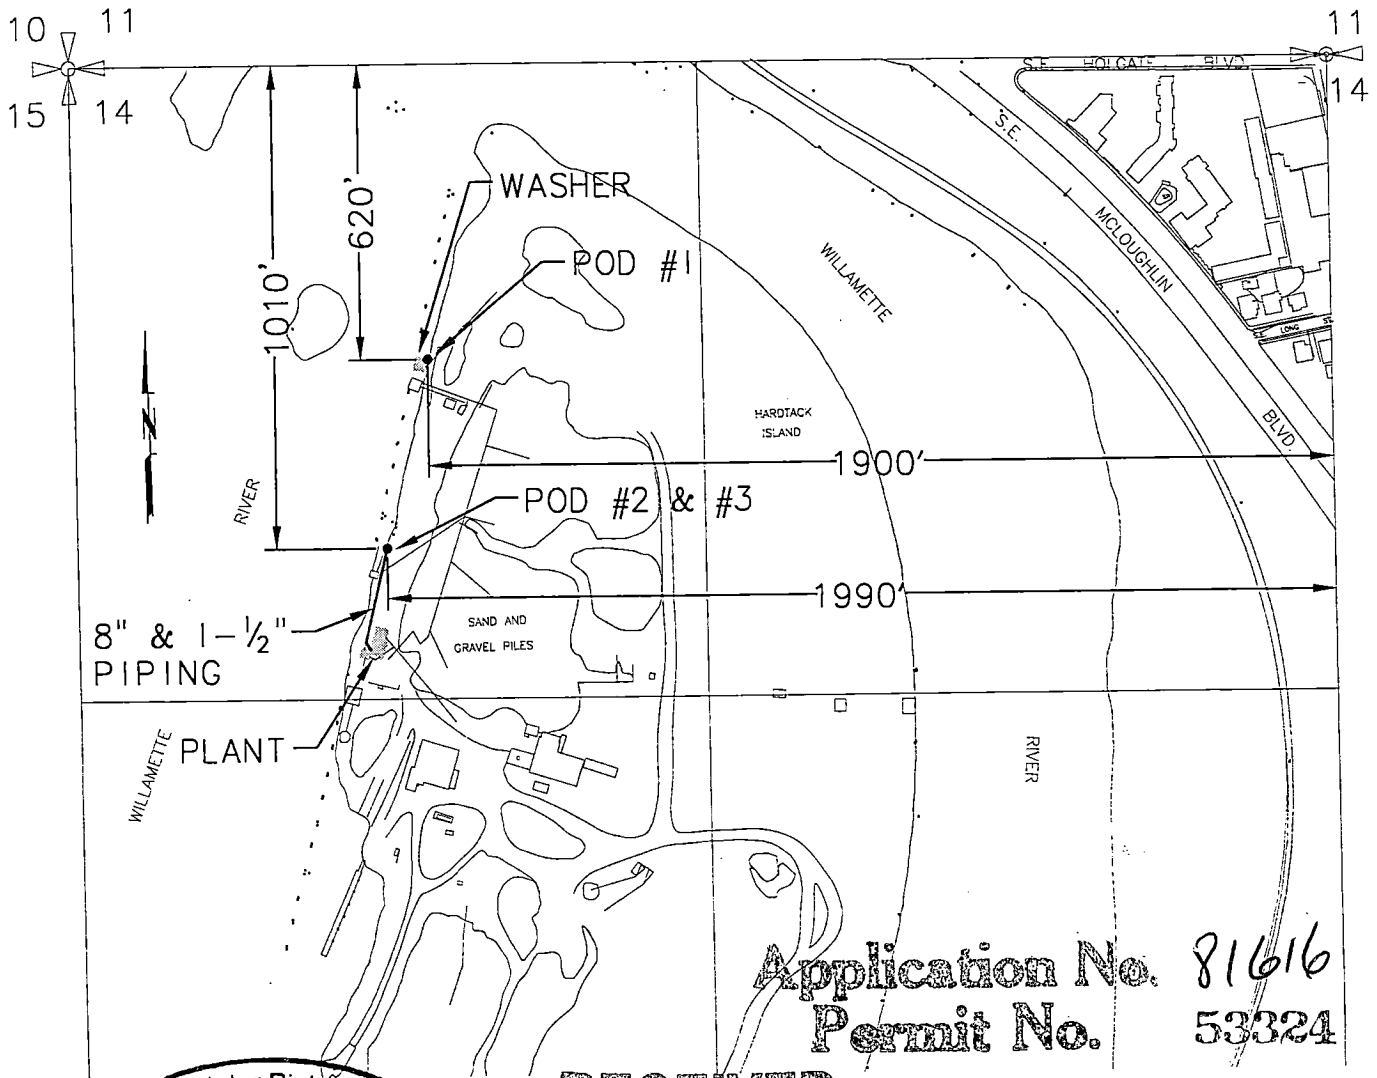 10 11
11
15 14
14
S.E. HOLGATE BLVD.
S.E.
MCLOUGHLIN
BLVD.
S.E. LONG ST.
620'
WASHER
1010'
POD #1
WILLAMETTE
N
HARDTACK
ISLAND
1900'
RIVER
POD #2 & #3
1990'
8" & 1-½"
PIPING
SAND AND
GRAVEL PILES
WILLAMETTE
PLANT
RIVER
Application No. 81616
Permit No. 53324
RECEIVED